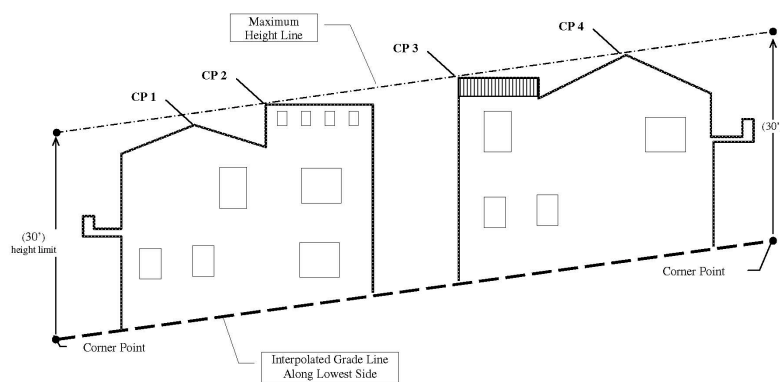 Maximum
Height Line
CP 1
CP 2
CP 3
CP 4
(30')
height limit
(30'
Corner Point
Corner Point
Interpolated Grade Line
Along Lowest Side